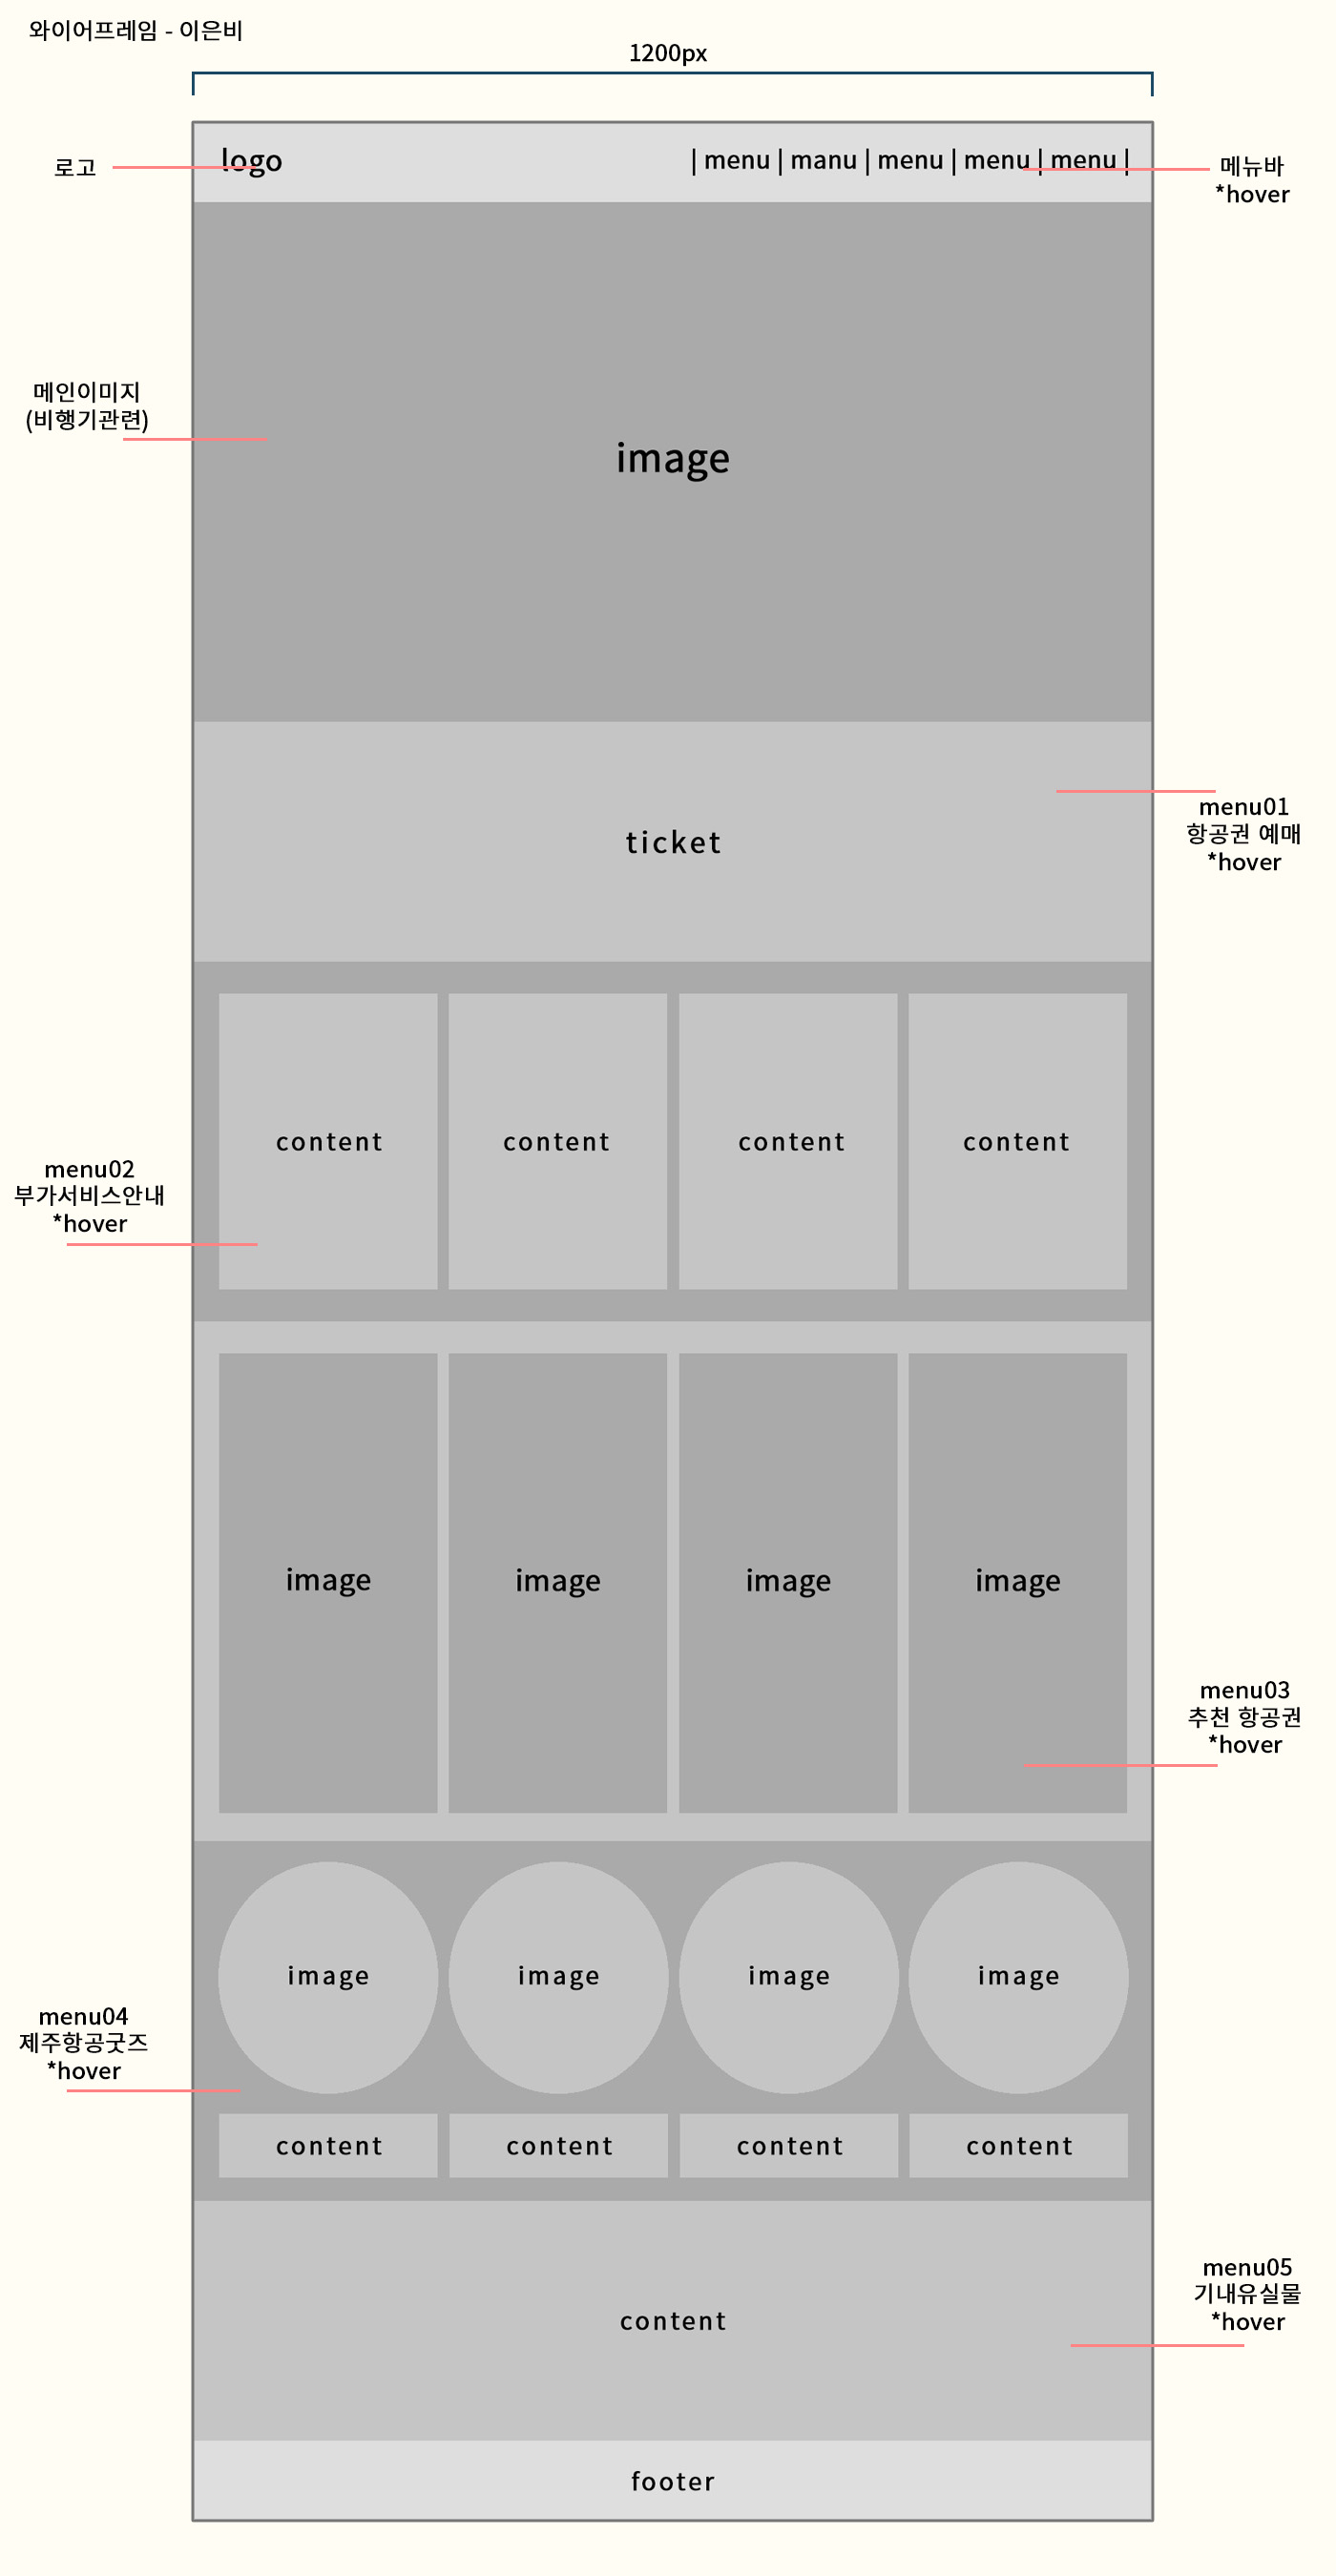 와이어프레임 - 이은비
1200px
로고
logo
| menu | manu | menu | menu | menu |
메뉴바
*hover
메인이미지
(비행기관련)
image
ticket
menu01
항공권 예매
*hover
content content content content
menu02
부가서비스안내
*hover
image image image image
menu03
추천 항공권
*hover
image image image image
menu04
제주항공굿즈
*hover
content content content content
menu05
기내유실물
*hover
content
footer